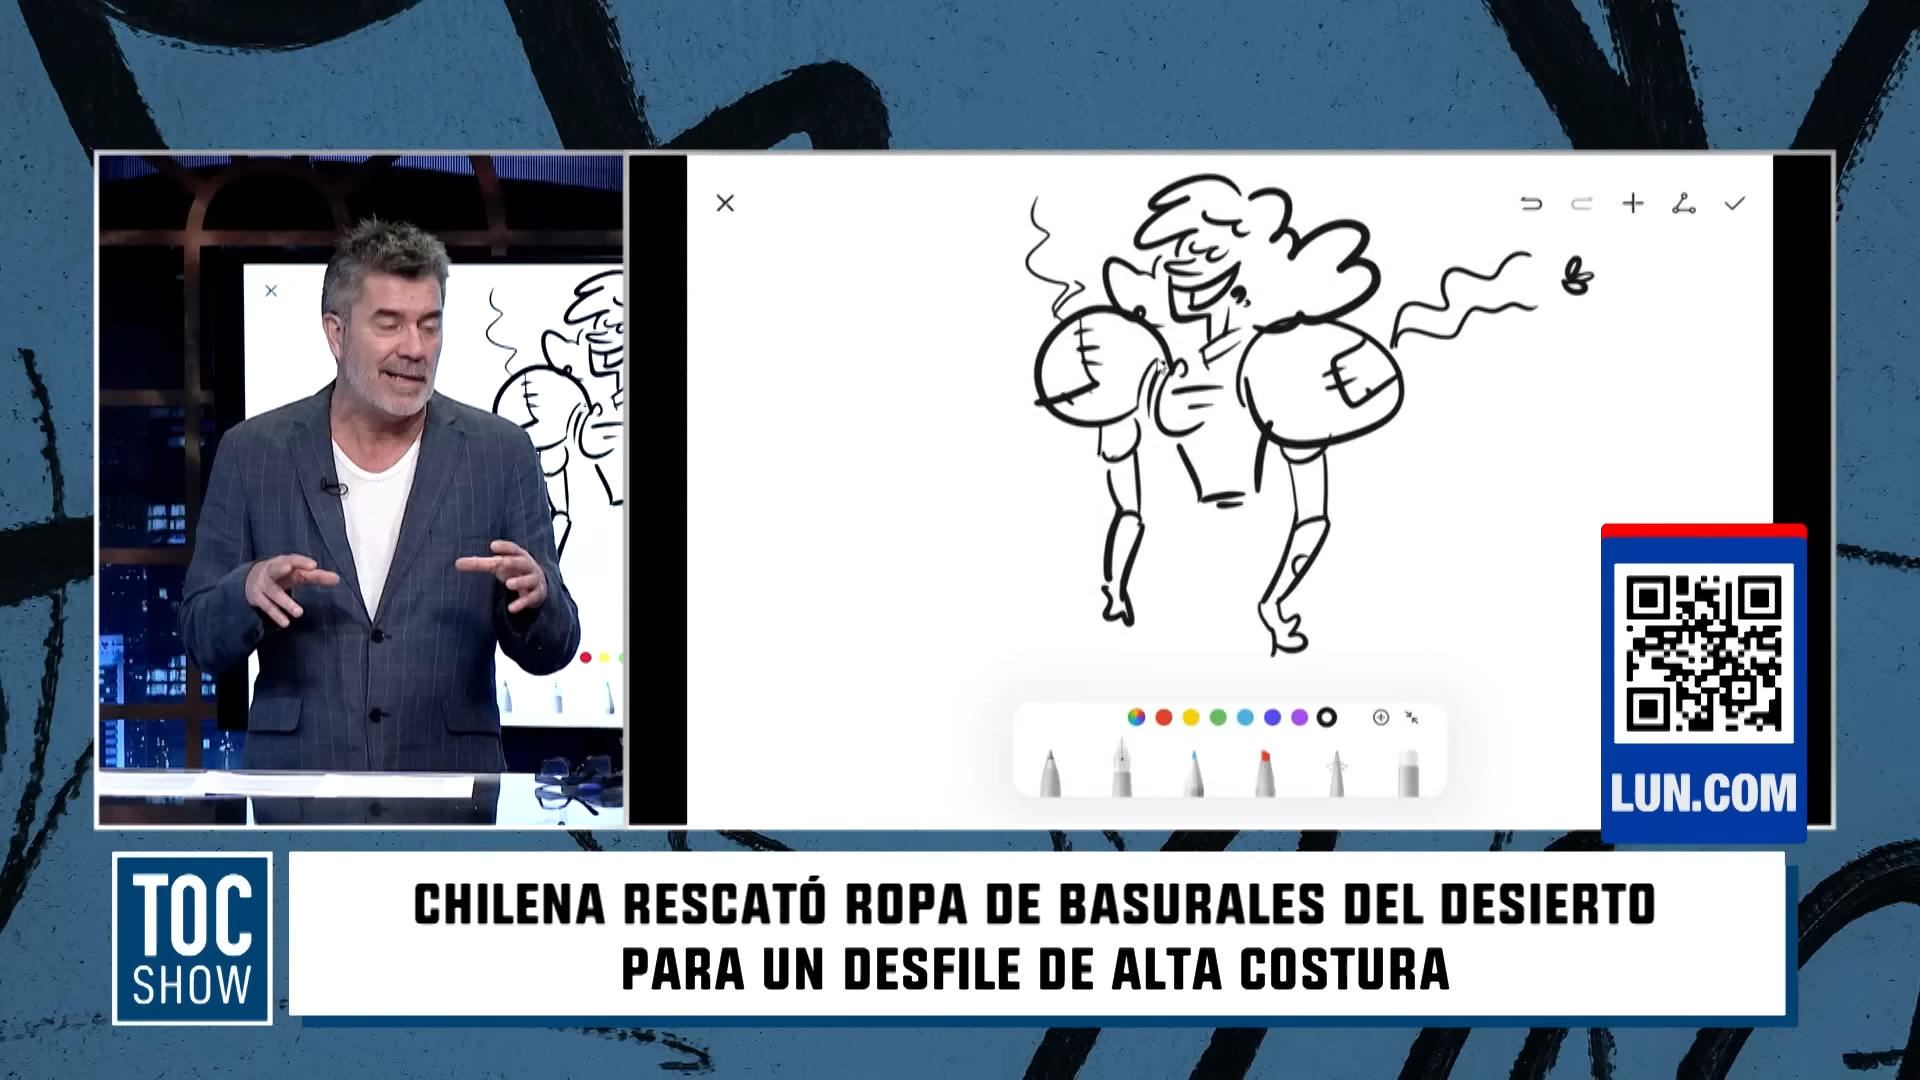 LUN.COM
TOC
SHOW
CHILENA RESCATÓ ROPA DE BASURALES DEL DESIERTO
PARA UN DESFILE DE ALTA COSTURA